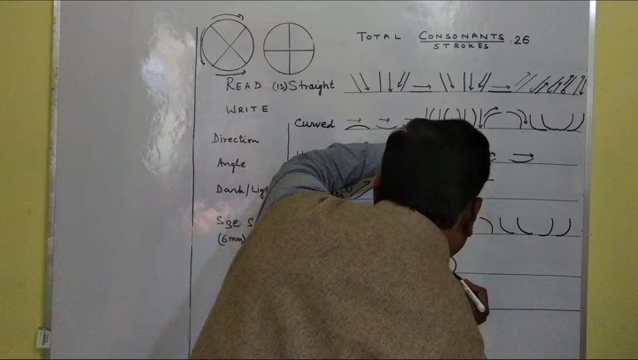 TOTAL CONSONANTS 26
STROKES
READ (13) Straight
WRITE
Curved
Direction
Angle
Dark/Lig
Size
(6mm)